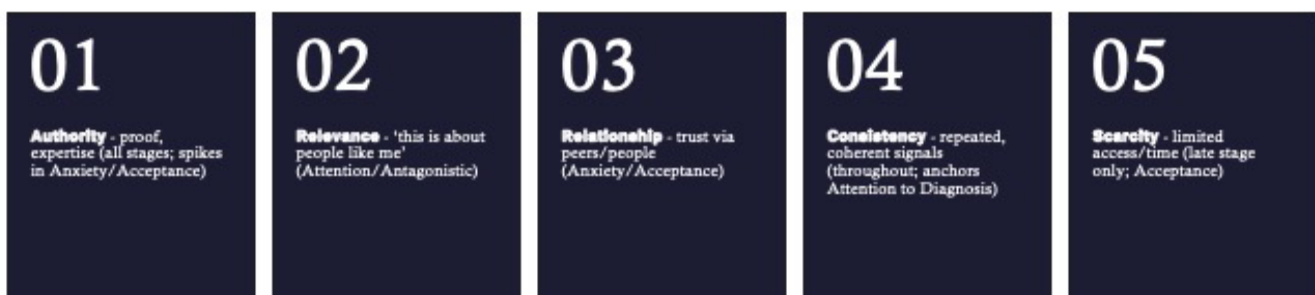 01
Authority - proof,
expertise (all stages; spikes
in Anxiety/Acceptance)
02
Relevance - 'this is about
people like me'
(Attention/Antagonistic)
03
Relationship - trust via
peers/people
(Anxiety/Acceptance)
04
Consistency - repeated,
coherent signals
(throughout; anchors
Attention to Diagnosis)
05
Scarcity - limited
access/time (late stage
only; Acceptance)